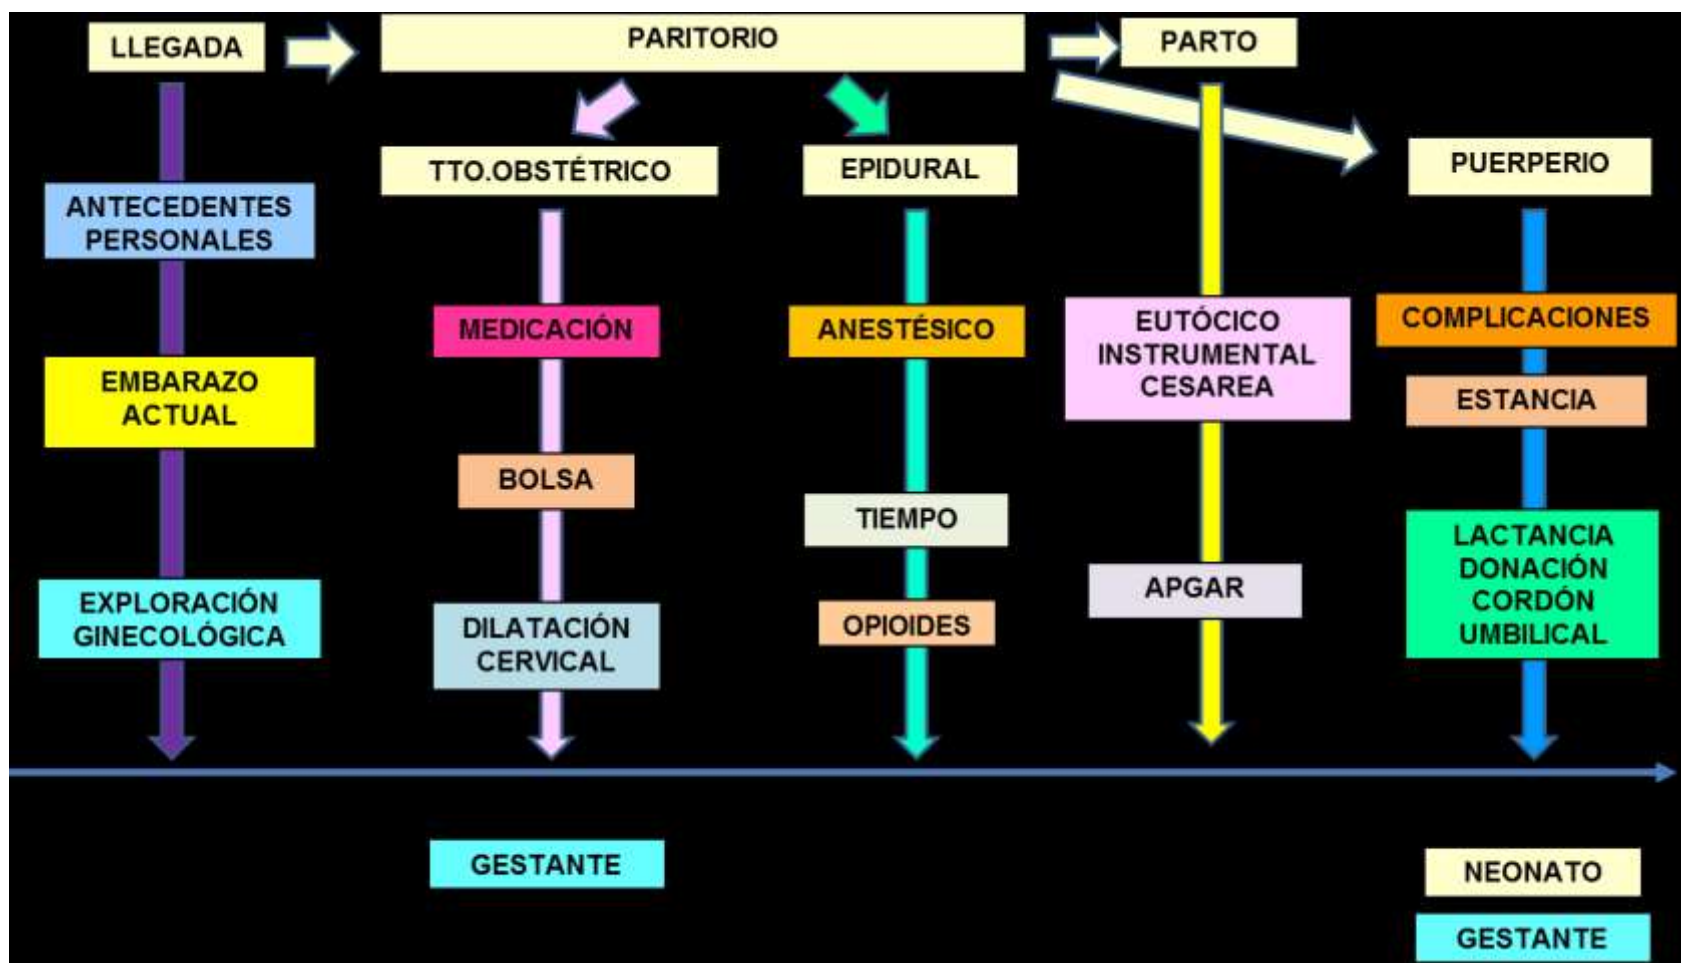 LLEGADA
PARITORIO
PARTO
TTO.OBSTÉTRICO
EPIDURAL
PUERPERIO
ANTECEDENTES
PERSONALES
EMBARAZO
ACTUAL
EXPLORACIÓN
GINECOLÓGICA
MEDICACIÓN
BOLSA
DILATACIÓN
CERVICAL
ANESTÉSICO
TIEMPO
OPIOIDES
EUTÓCICO
INSTRUMENTAL
CESAREA
APGAR
COMPLICACIONES
ESTANCIA
LACTANCIA
DONACIÓN
CORDÓN
UMBILICAL
GESTANTE
NEONATO
GESTANTE